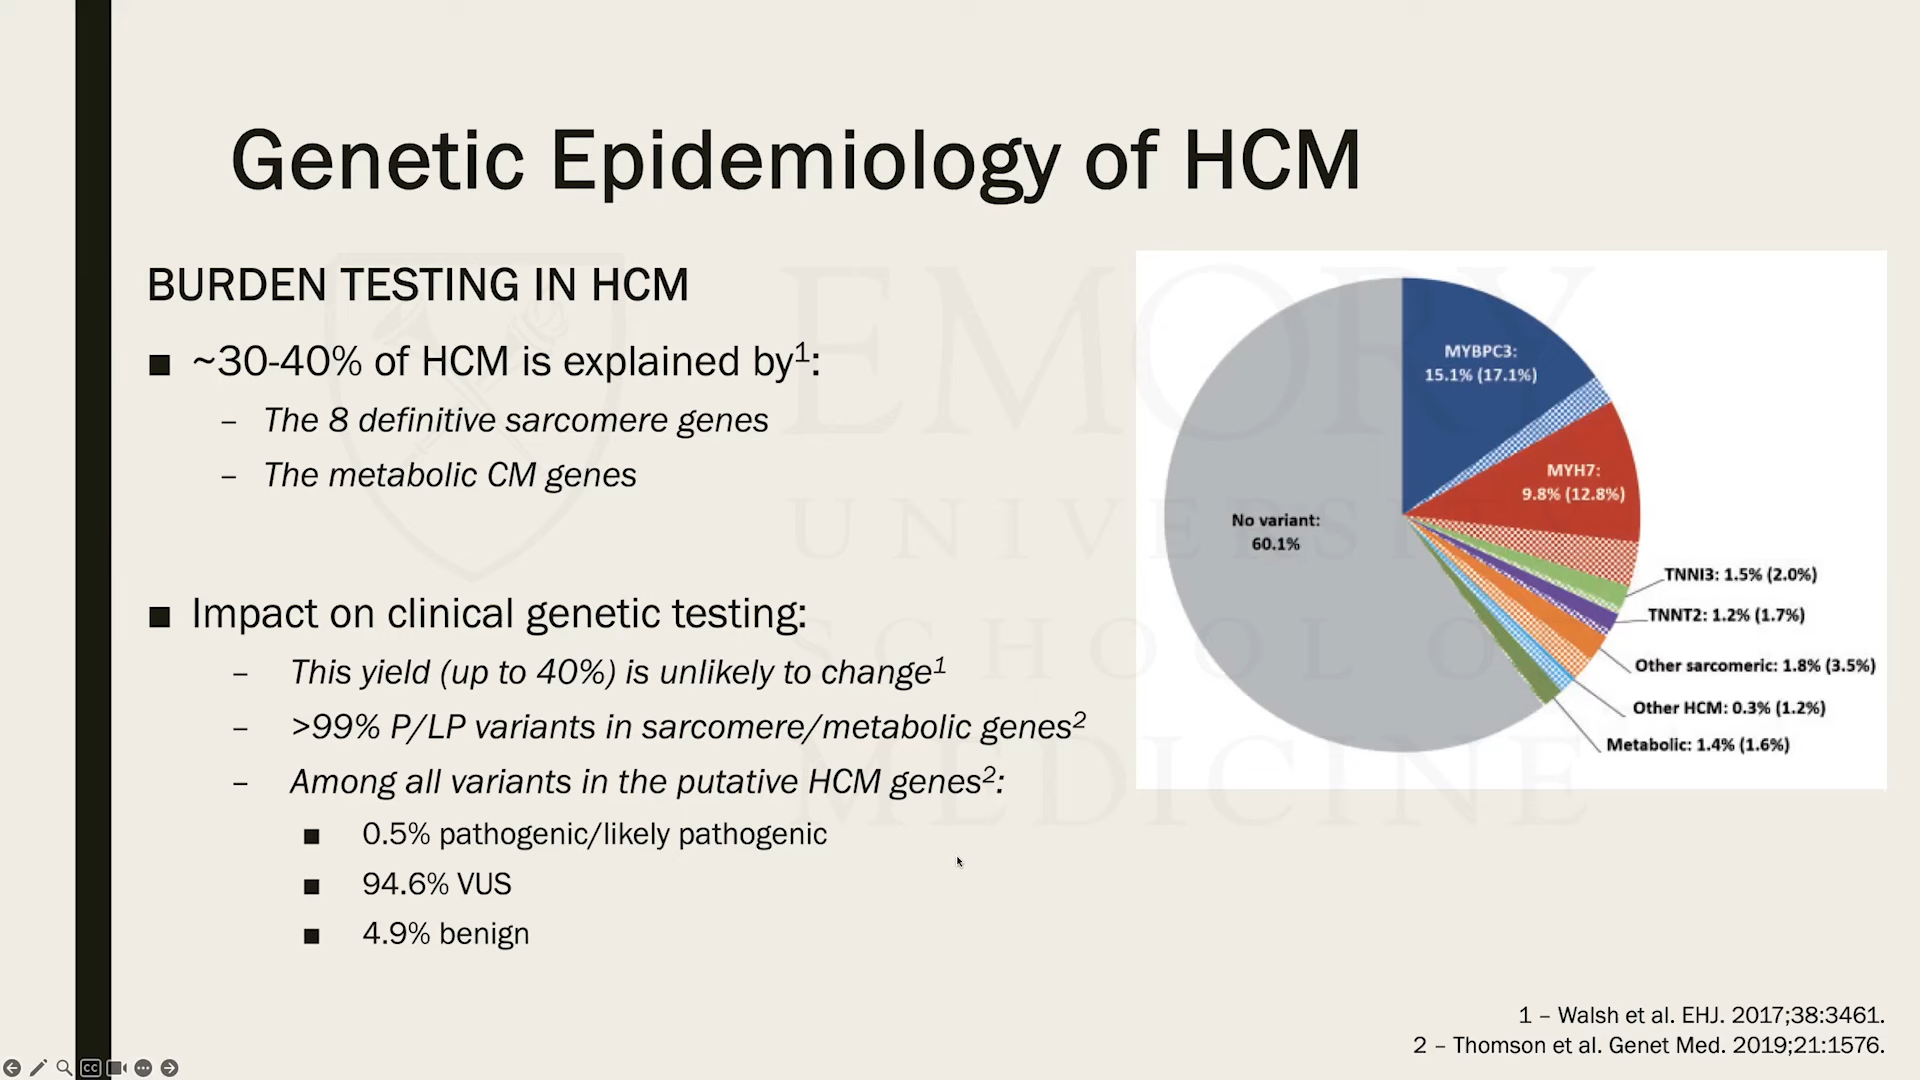 Genetic Epidemiology of HCM
BURDEN TESTING IN HCM
■ ~30-40% of HCM is explained by1:
– The 8 definitive sarcomere genes
– The metabolic CM genes
■ Impact on clinical genetic testing:
– This yield (up to 40%) is unlikely to change1
– >99% P/LP variants in sarcomere/metabolic genes2
– Among all variants in the putative HCM genes2:
■ 0.5% pathogenic/likely pathogenic
■ 94.6% VUS
■ 4.9% benign
MYBPC3:
15.1% (17.1%)
MYH7:
9.8% (12.8%)
No variant:
60.1%
TNNI3: 1.5% (2.0%)
TNNT2: 1.2% (1.7%)
Other sarcomeric: 1.8% (3.5%)
Other HCM: 0.3% (1.2%)
Metabolic: 1.4% (1.6%)
EMORY
UNIVERSITY
SCHOOL OF
MEDICINE
1 – Walsh et al. EHJ. 2017;38:3461.
2 – Thomson et al. Genet Med. 2019;21:1576.
CC